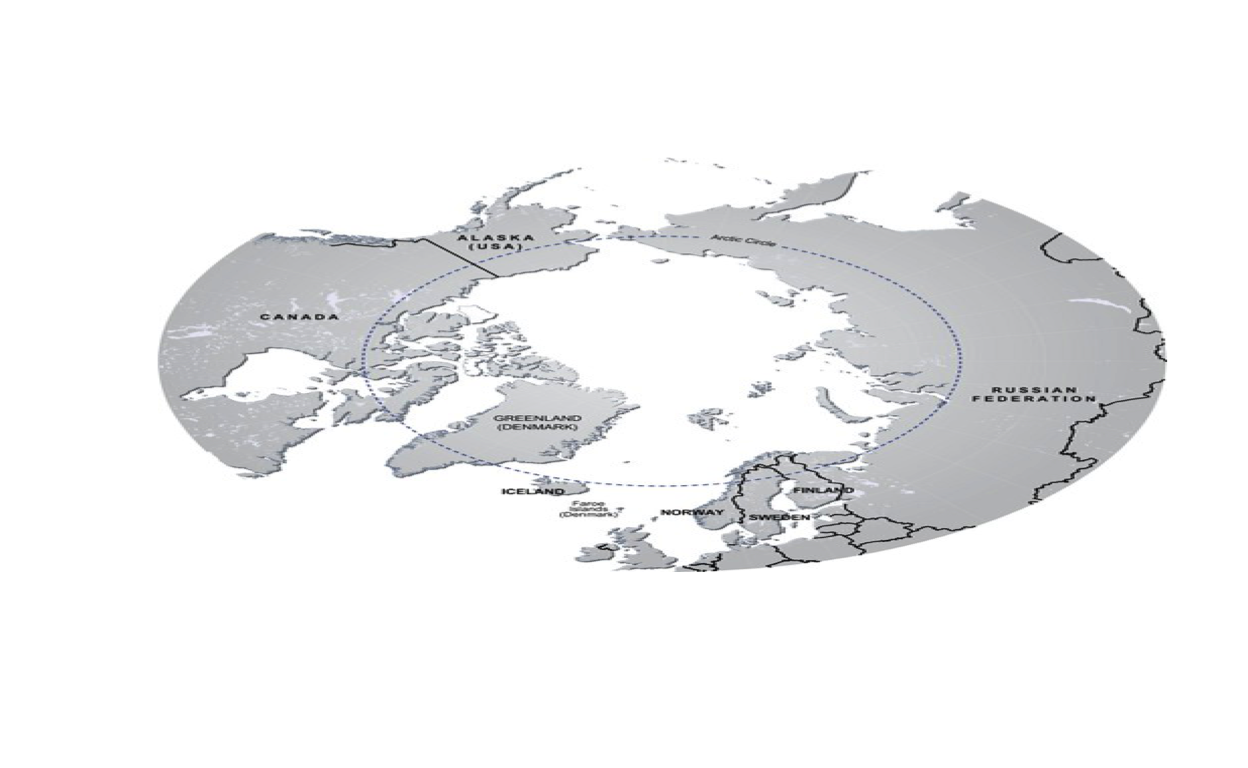 ALASKA
(USA)
Arctic Circle
CANADA
RUSSIAN
FEDERATION
GREENLAND
(DENMARK)
ICELAND
FINLAND
Faroe
Islands
(Denmark)
NORWAY
SWEDEN